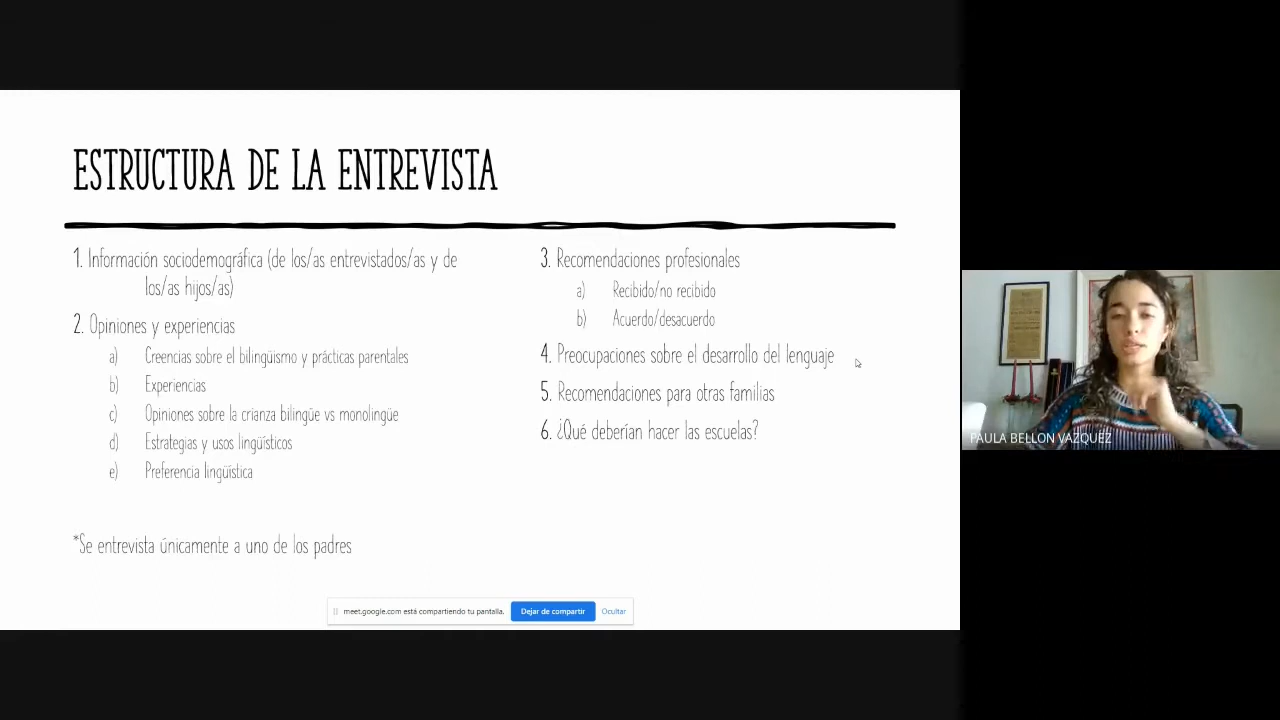 ESTRUCTURA DE LA ENTREVISTA
1. Información sociodemográfica (de los/as entrevistados/as y de
los/as hijos/as)
2. Opiniones y experiencias
a) Creencias sobre el bilingüismo y prácticas parentales
b) Experiencias
c) Opiniones sobre la crianza bilingüe vs monolingüe
d) Estrategias y usos lingüísticos
e) Preferencia lingüística
*Se entrevista únicamente a uno de los padres
3. Recomendaciones profesionales
a) Recibido/no recibido
b) Acuerdo/desacuerdo
4. Preocupaciones sobre el desarrollo del lenguaje
5. Recomendaciones para otras familias
6. ¿Qué deberían hacer las escuelas?
meet.google.com está compartiendo tu pantalla. Dejar de compartir Ocultar
PAULA BELLON VAZQUEZ